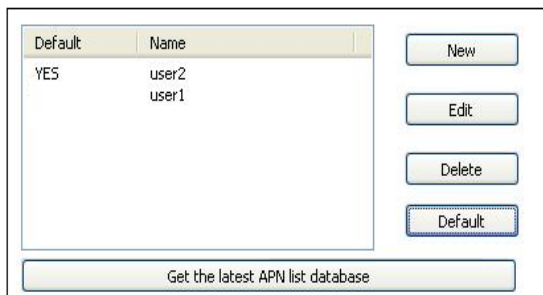 Default Name
YES user2
user1
New
Edit
Delete
Default
Get the latest APN list database